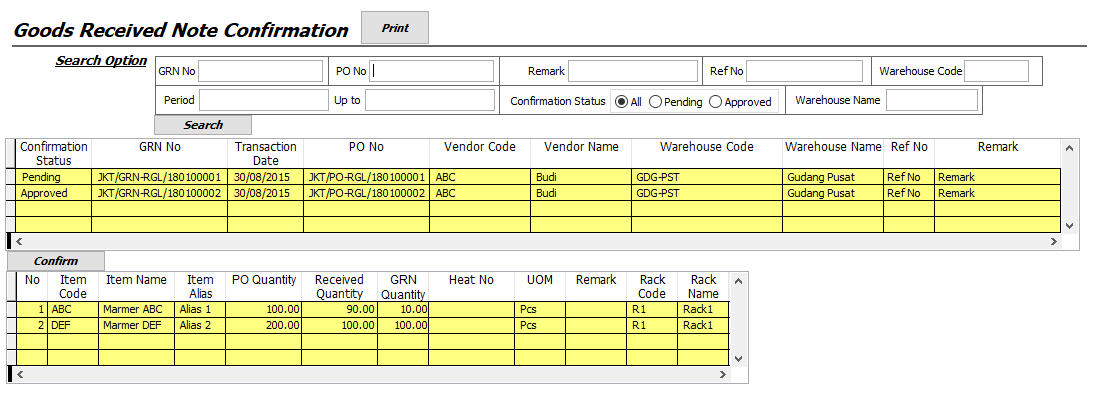 Goods Received Note Confirmation Print
Search Option
GRN No PO No Remark Ref No Warehouse Code
Period Up to Confirmation Status All Pending Approved Warehouse Name
Search
Confirmation Status GRN No Transaction Date PO No Vendor Code Vendor Name Warehouse Code Warehouse Name Ref No Remark
Pending JKT/GRN-RGL/180100001 30/08/2015 JKT/PO-RGL/180100001 ABC Budi GDG-PST Gudang Pusat Ref No Remark
Approved JKT/GRN-RGL/180100002 30/08/2015 JKT/PO-RGL/180100002 ABC Budi GDG-PST Gudang Pusat Ref No Remark
Confirm
No Item Code Item Name Item Alias PO Quantity Received Quantity GRN Quantity Heat No UOM Remark Rack Code Rack Name
1 ABC Marmer ABC Alias 1 100.00 90.00 10.00 Pcs R1 Rack1
2 DEF Marmer DEF Alias 2 200.00 100.00 100.00 Pcs R1 Rack1